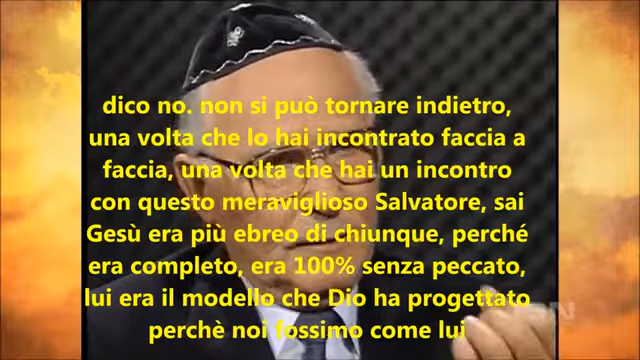 dico no. non si può tornare indietro,
una volta che lo hai incontrato faccia a
faccia, una volta che hai un incontro
con questo meraviglioso Salvatore, sai
Gesù era più ebreo di chiunque, perché
era completo, era 100% senza peccato,
lui era il modello che Dio ha progettato
perchè noi fossimo come lui